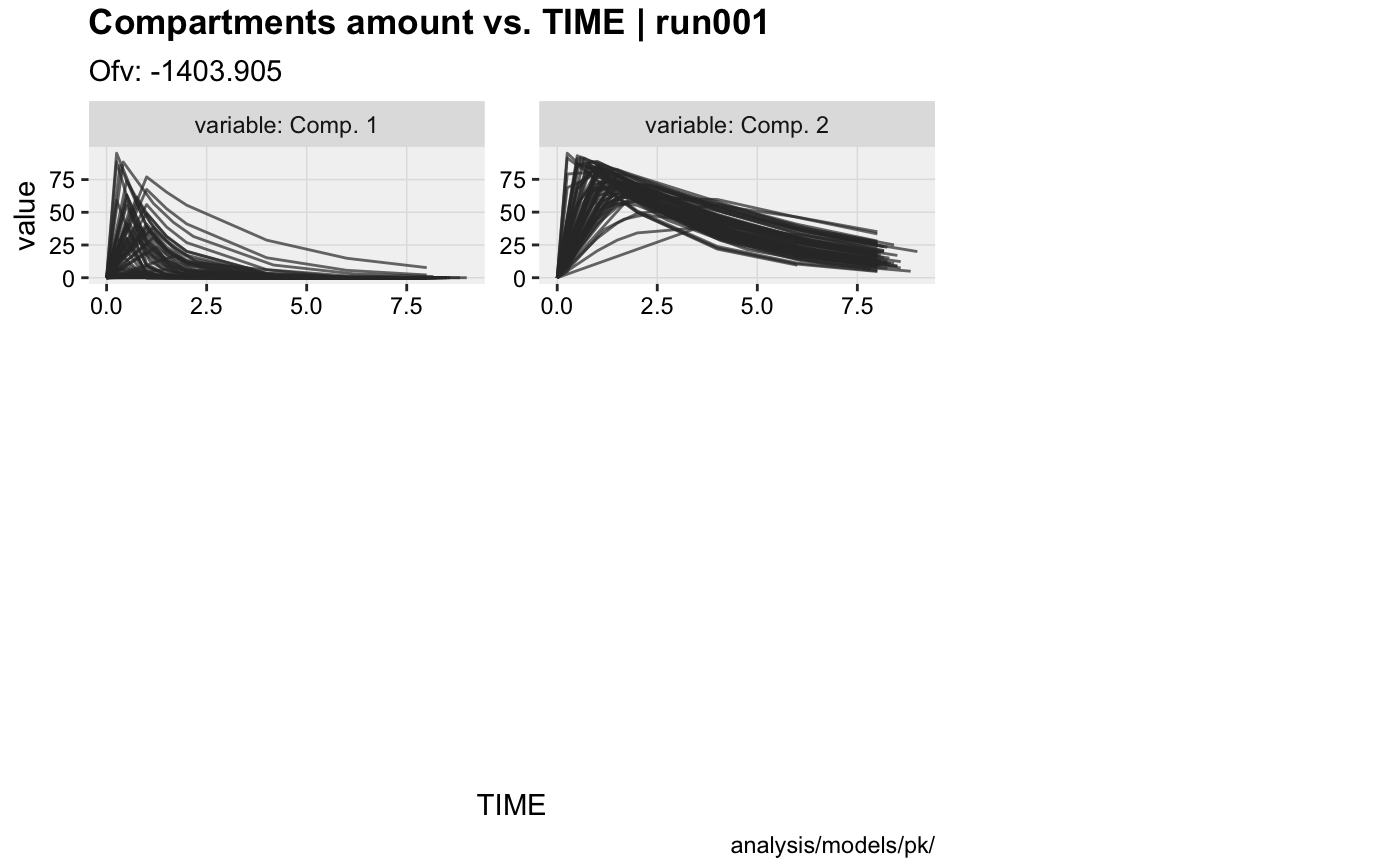 Compartments amount vs. TIME | run001
Ofv: -1403.905
variable: Comp. 1
variable: Comp. 2
value
75
50
25
0
75
50
25
0
0.0 2.5 5.0 7.5
0.0 2.5 5.0 7.5
TIME
analysis/models/pk/